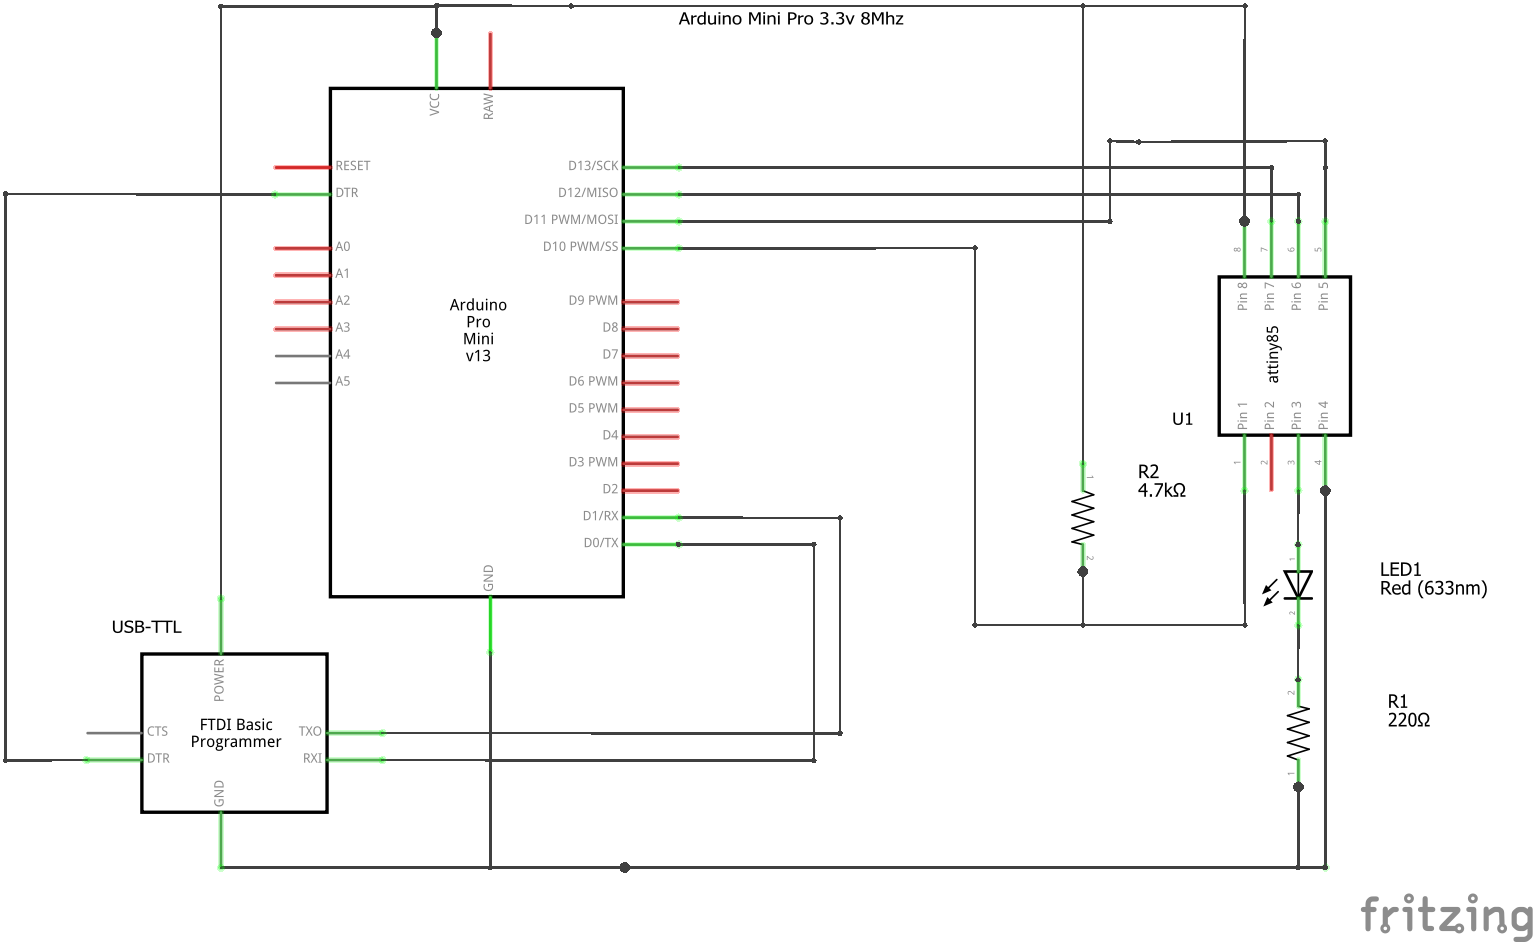 Arduino Mini Pro 3.3v 8Mhz
VCC
RAW
RESET
DTR
A0
A1
A2
A3
A4
A5
Arduino
Pro
Mini
v13
D13/SCK
D12/MISO
D11 PWM/MOSI
D10 PWM/SS
D9 PWM
D8
D7
D6 PWM
D5 PWM
D4
D3 PWM
D2
D1/RX
D0/TX
GND
8
7
6
5
Pin 8
Pin 7
Pin 6
Pin 5
attiny85
U1
Pin 1
Pin 2
Pin 3
Pin 4
1
2
3
4
1
R2
4.7kΩ
2
1
LED1
Red (633nm)
2
2
R1
220Ω
1
USB-TTL
POWER
FTDI Basic
Programmer
CTS
DTR
TXO
RXI
GND
fritzing